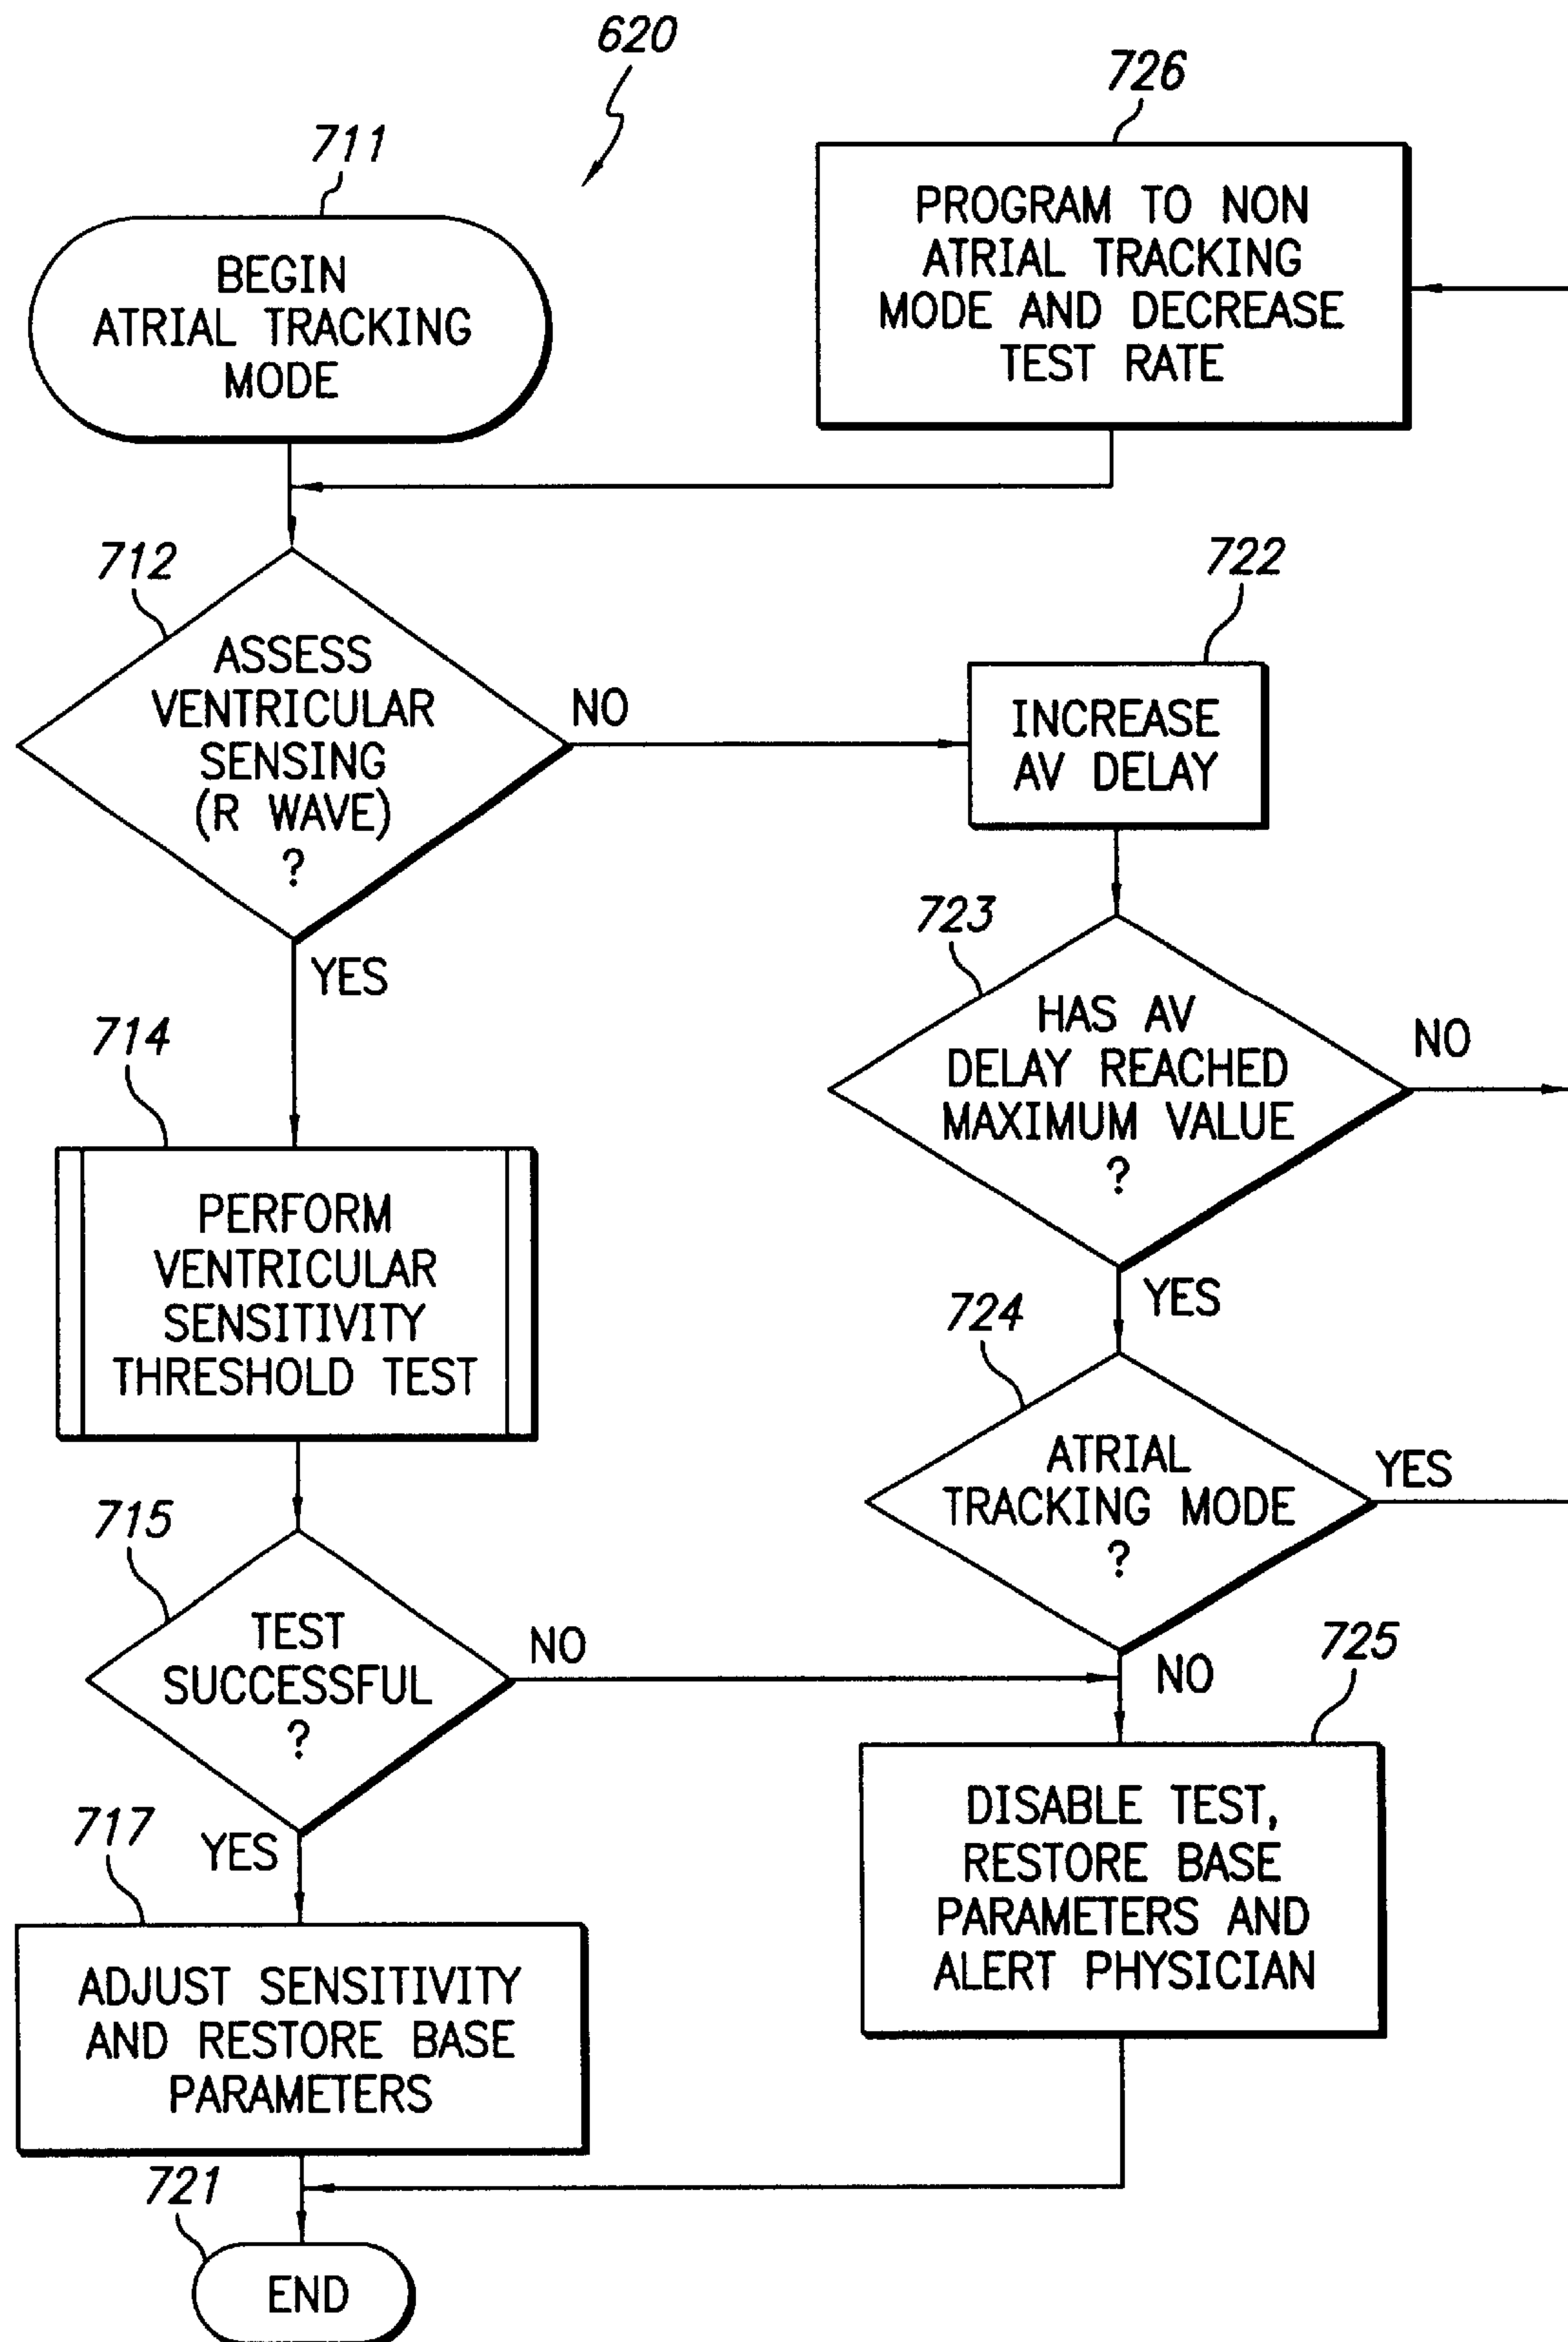 620
711
BEGIN
ATRIAL TRACKING
MODE
726
PROGRAM TO NON
ATRIAL TRACKING
MODE AND DECREASE
TEST RATE
712
ASSESS
VENTRICULAR
SENSING
(R WAVE)
?
NO
YES
722
INCREASE
AV DELAY
723
HAS AV
DELAY REACHED
MAXIMUM VALUE
?
NO
YES
714
PERFORM
VENTRICULAR
SENSITIVITY
THRESHOLD TEST
724
ATRIAL
TRACKING MODE
?
YES
NO
715
TEST
SUCCESSFUL
?
NO
YES
725
DISABLE TEST,
RESTORE BASE
PARAMETERS AND
ALERT PHYSICIAN
717
ADJUST SENSITIVITY
AND RESTORE BASE
PARAMETERS
721
END